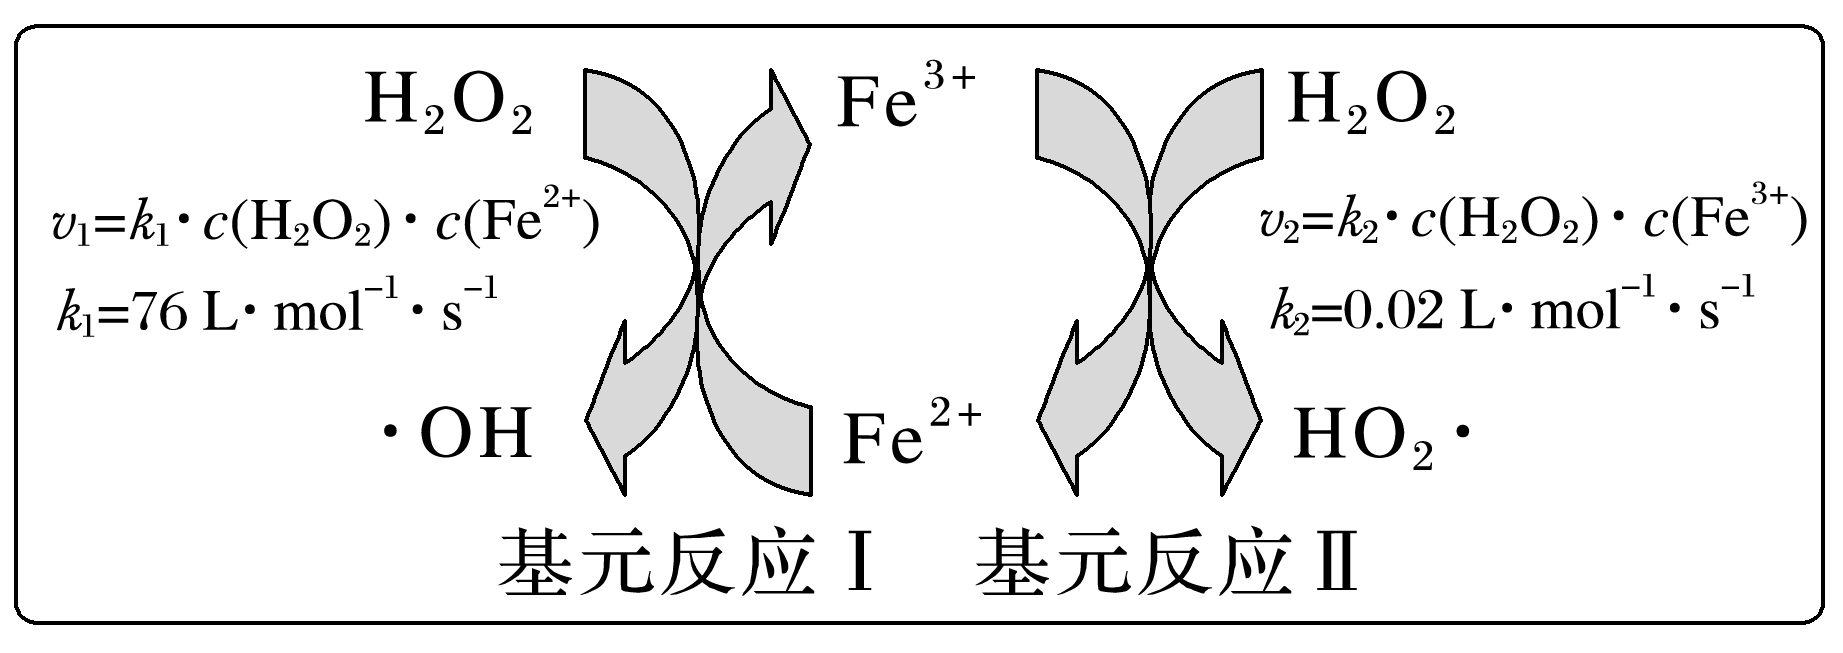 H₂O₂ Fe³⁺ H₂O₂
v₁=k₁·c(H₂O₂)·c(Fe²⁺) v₂=k₂·c(H₂O₂)·c(Fe³⁺)
k₁=76 L·mol⁻¹·s⁻¹ k₂=0.02 L·mol⁻¹·s⁻¹
·OH Fe²⁺ HO₂·
基元反应Ⅰ 基元反应Ⅱ